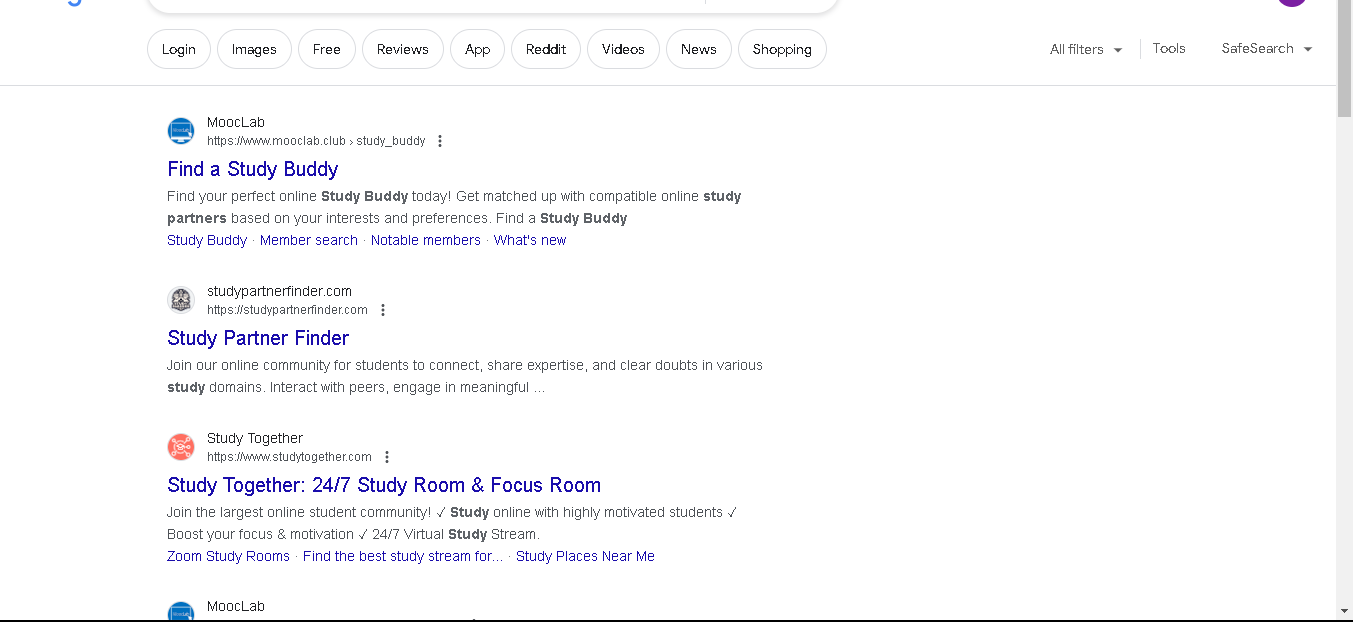 Login Images Free Reviews App Reddit Videos News Shopping All filters Tools SafeSearch
MoocLab
https://www.mooclab.club › study_buddy
Find a Study Buddy
Find your perfect online Study Buddy today! Get matched up with compatible online study
partners based on your interests and preferences. Find a Study Buddy
Study Buddy · Member search · Notable members · What's new
studypartnerfinder.com
https://studypartnerfinder.com
Study Partner Finder
Join our online community for students to connect, share expertise, and clear doubts in various
study domains. Interact with peers, engage in meaningful ...
Study Together
https://www.studytogether.com
Study Together: 24/7 Study Room & Focus Room
Join the largest online student community! ✓ Study online with highly motivated students ✓
Boost your focus & motivation ✓ 24/7 Virtual Study Stream.
Zoom Study Rooms · Find the best study stream for... · Study Places Near Me
MoocLab